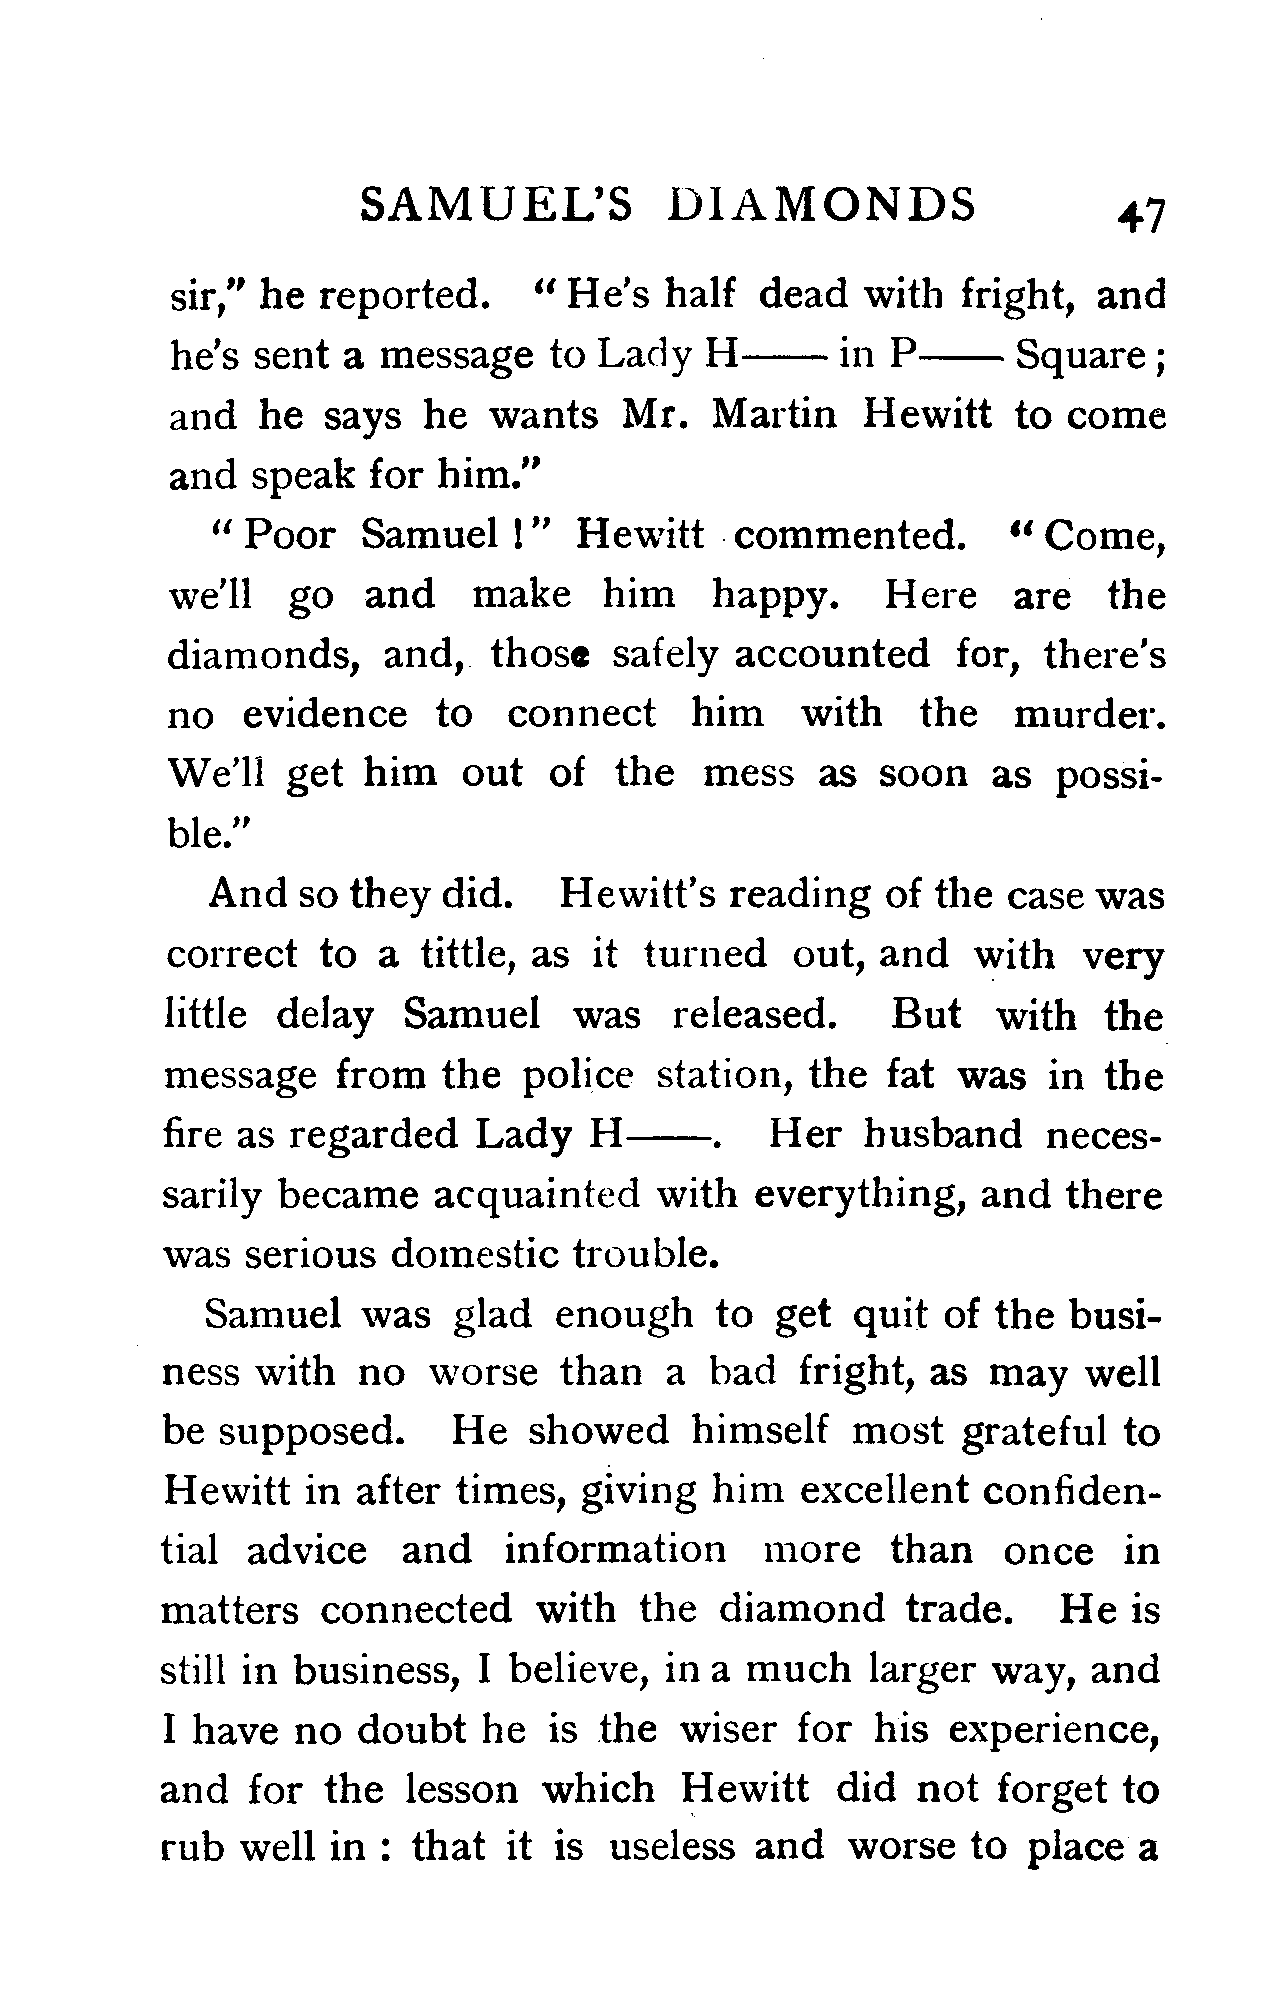 SAMUEL'S DIAMONDS 47
sir," he reported. "He's half dead with fright, and
he's sent a message to Lady H—— in P—— Square;
and he says he wants Mr. Martin Hewitt to come
and speak for him."
"Poor Samuel!" Hewitt commented. "Come,
we'll go and make him happy. Here are the
diamonds, and, those safely accounted for, there's
no evidence to connect him with the murder.
We'll get him out of the mess as soon as possi-
ble."
And so they did. Hewitt's reading of the case was
correct to a tittle, as it turned out, and with very
little delay Samuel was released. But with the
message from the police station, the fat was in the
fire as regarded Lady H——. Her husband neces-
sarily became acquainted with everything, and there
was serious domestic trouble.
Samuel was glad enough to get quit of the busi-
ness with no worse than a bad fright, as may well
be supposed. He showed himself most grateful to
Hewitt in after times, giving him excellent confiden-
tial advice and information more than once in
matters connected with the diamond trade. He is
still in business, I believe, in a much larger way, and
I have no doubt he is the wiser for his experience,
and for the lesson which Hewitt did not forget to
rub well in : that it is useless and worse to place a